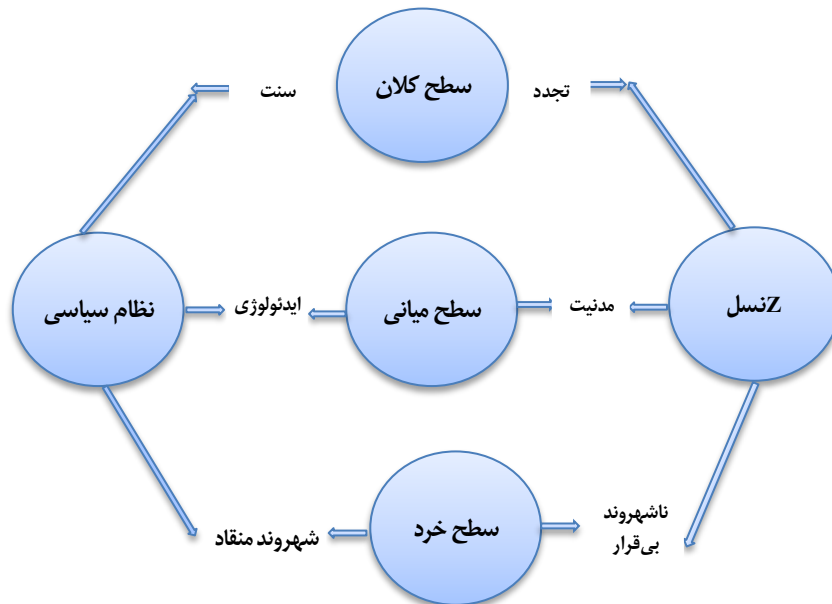 تجدد
سطح کلان
سنت
نسلZ
مدنیت
سطح میانی
ایدئولوژی
نظام سیاسی
ناشهروند
بی‌قرار
سطح خرد
شهروند منقاد